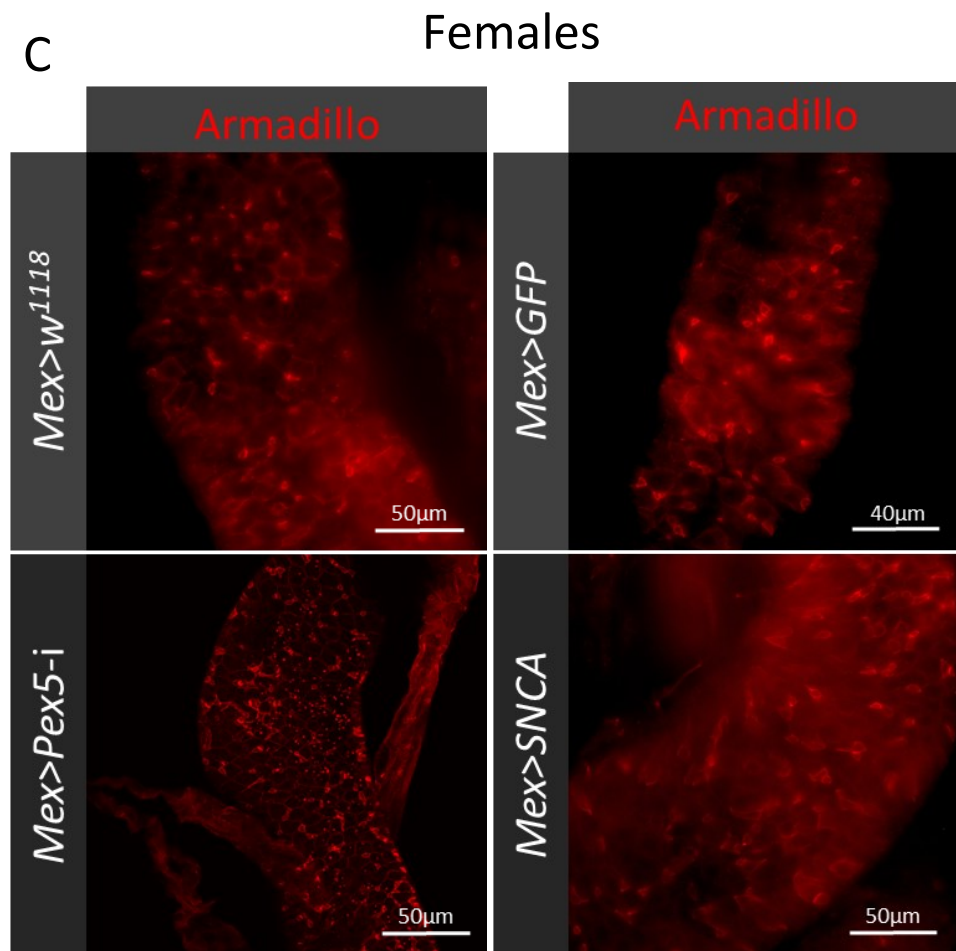 C
Females
Armadillo
Armadillo
Mex>w¹¹¹⁸
50µm
Mex>GFP
40µm
Mex>Pex5-i
50µm
Mex>SNCA
50µm